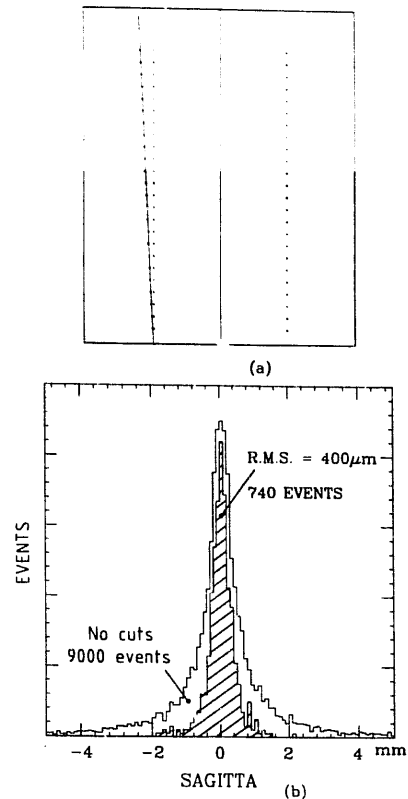 (a)
R.M.S. = 400μm
740 EVENTS
EVENTS
No cuts
9000 events
-4 -2 0 2 4 mm
SAGITTA (b)